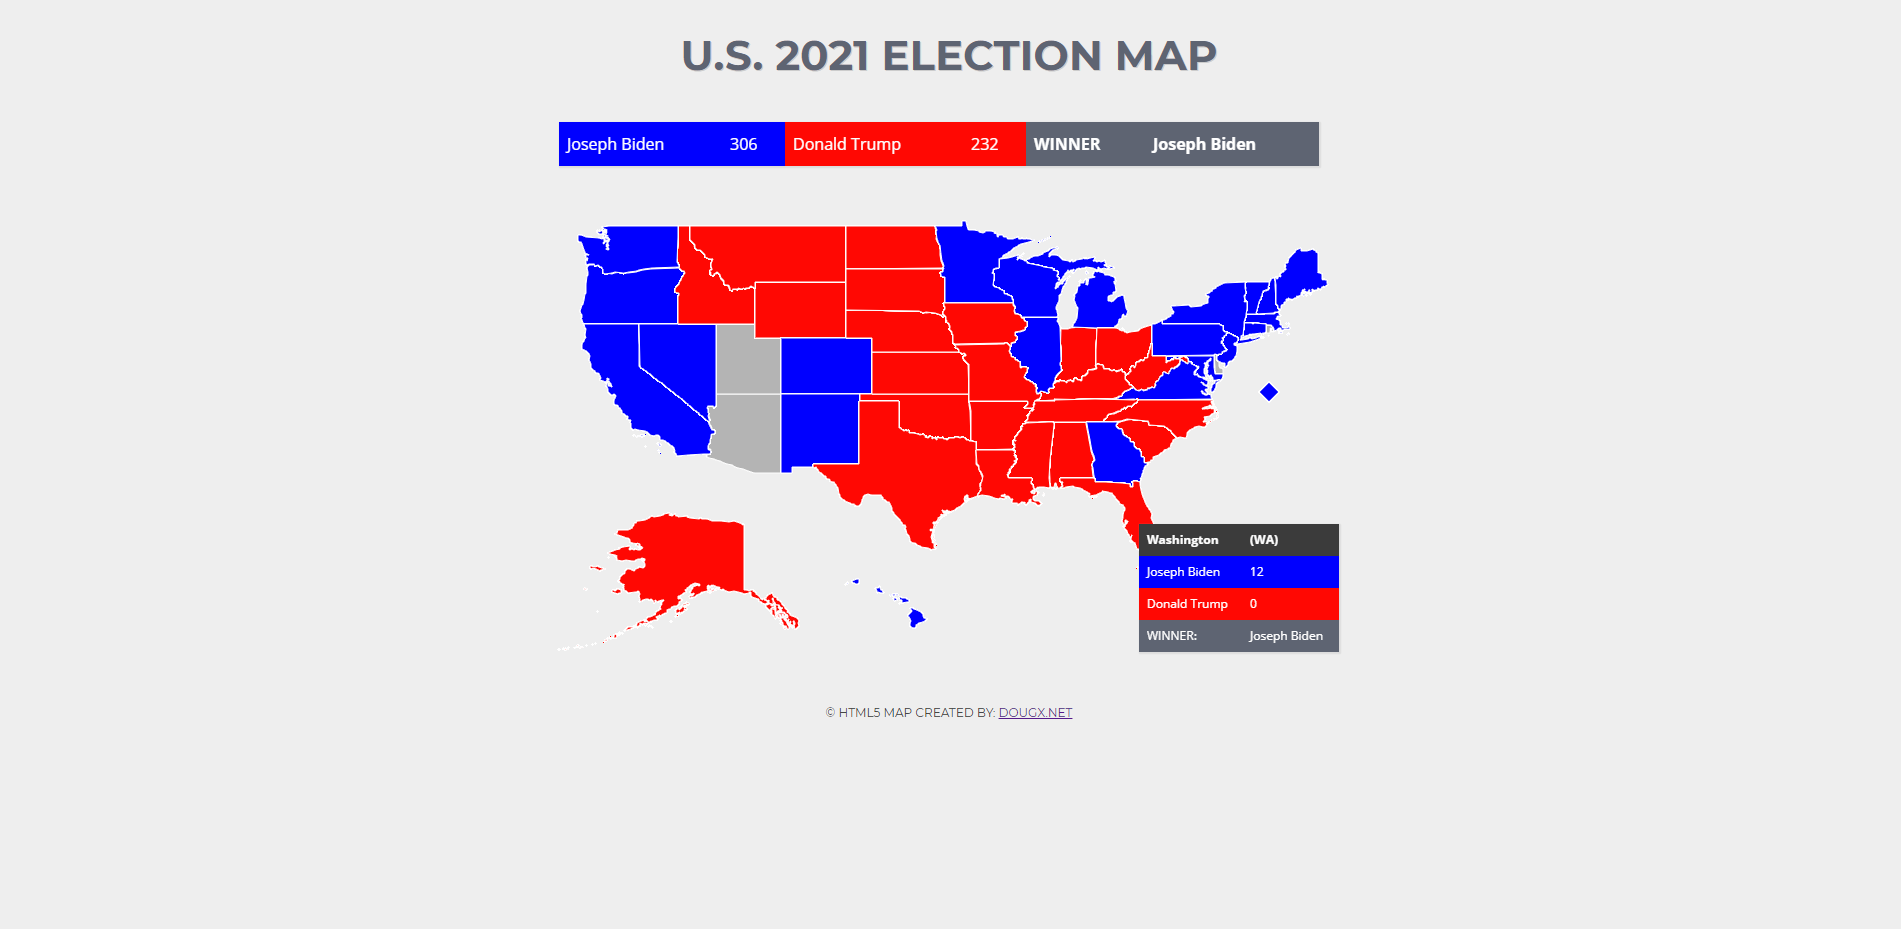 U.S. 2021 ELECTION MAP
Joseph Biden 306 Donald Trump 232 WINNER Joseph Biden
Washington (WA)
Joseph Biden 12
Donald Trump 0
WINNER: Joseph Biden
© HTML5 MAP CREATED BY: DOUGX.NET